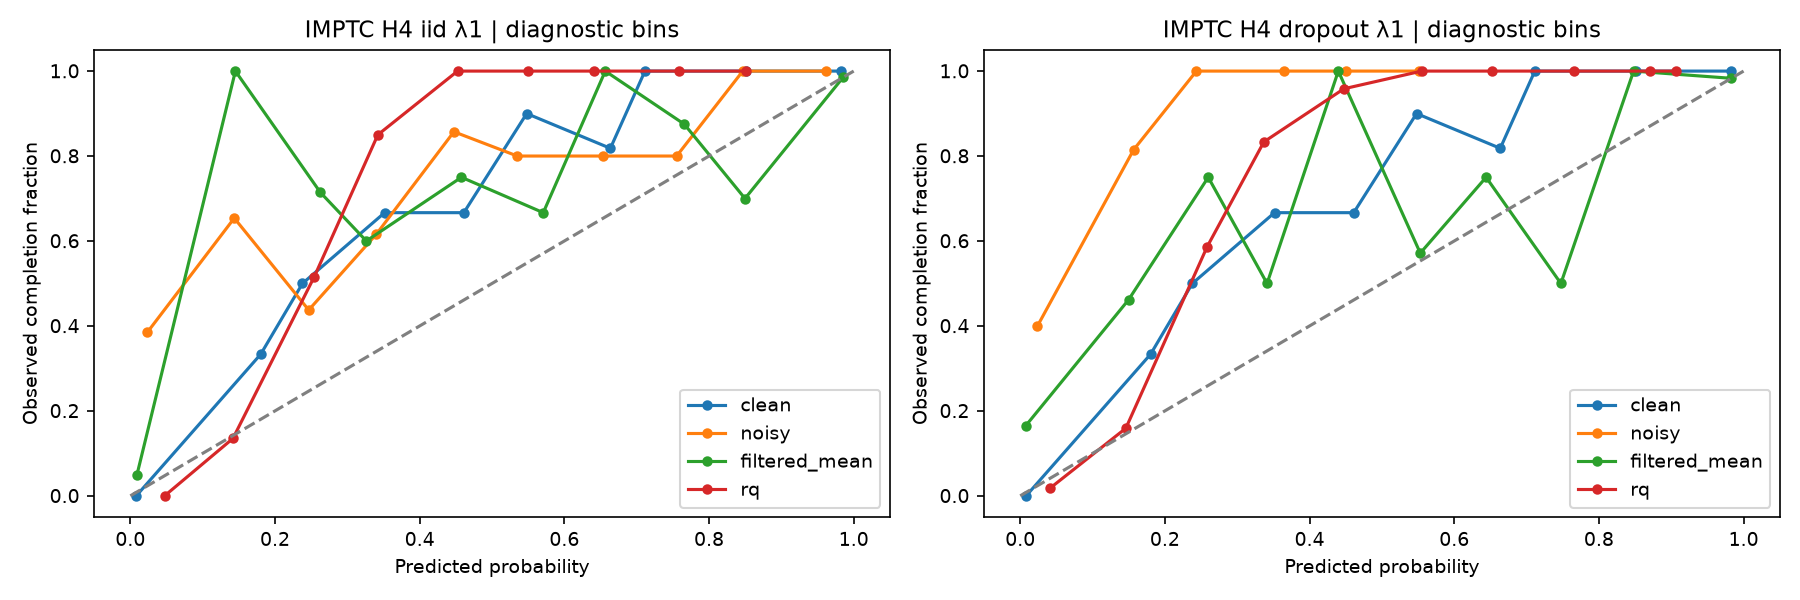 IMPTC H4 iid λ1 | diagnostic bins
Observed completion fraction
1.0
0.8
0.6
0.4
0.2
0.0
clean
noisy
filtered_mean
rq
0.0 0.2 0.4 0.6 0.8 1.0
Predicted probability
IMPTC H4 dropout λ1 | diagnostic bins
Observed completion fraction
1.0
0.8
0.6
0.4
0.2
0.0
clean
noisy
filtered_mean
rq
0.0 0.2 0.4 0.6 0.8 1.0
Predicted probability